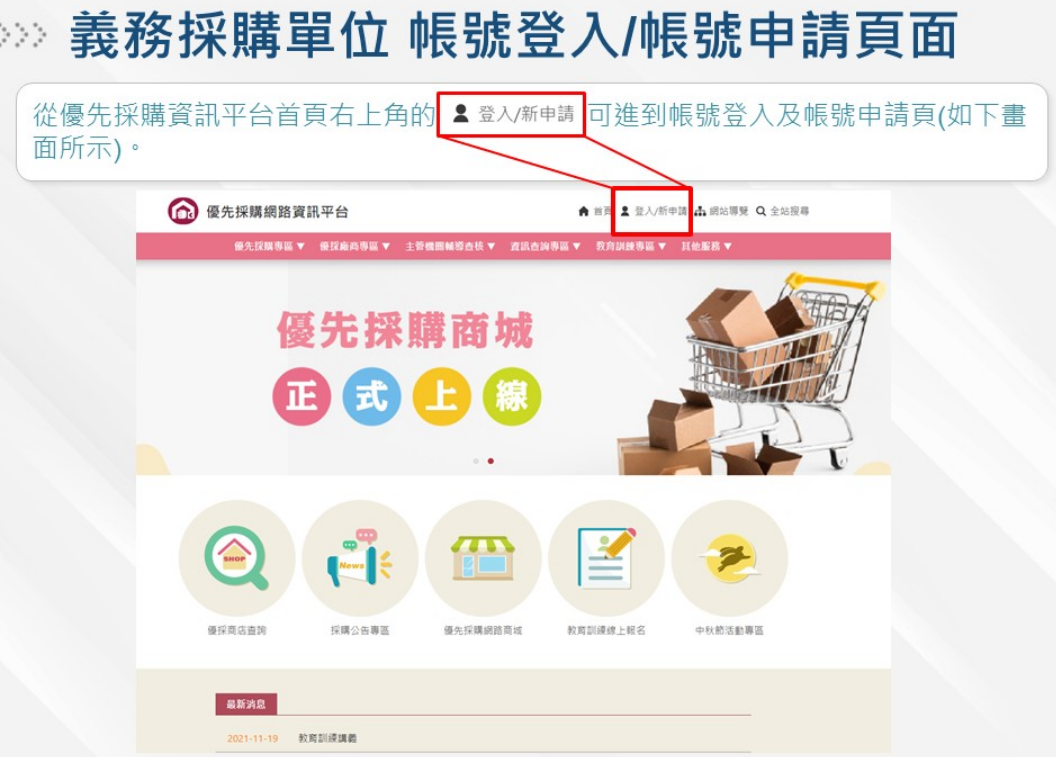 義務採購單位 帳號登入/帳號申請頁面
從優先採購資訊平台首頁右上角的 登入/新申請 可進到帳號登入及帳號申請頁(如下畫
面所示)。
優先採購網路資訊平台
首頁 登入/新申請 網站導覽 全站搜尋
優先採購專區▼ 優採廠商專區▼ 主管機關輔導查核▼ 資訊查詢專區▼ 教育訓練專區▼ 其他服務▼
優先採購商城
正式上線
SHOP
News
優採商店查詢 採購公告專區 優先採購網路商城 教育訓練線上報名 中秋節活動專區
最新消息
2021-11-19 教育訓練講義